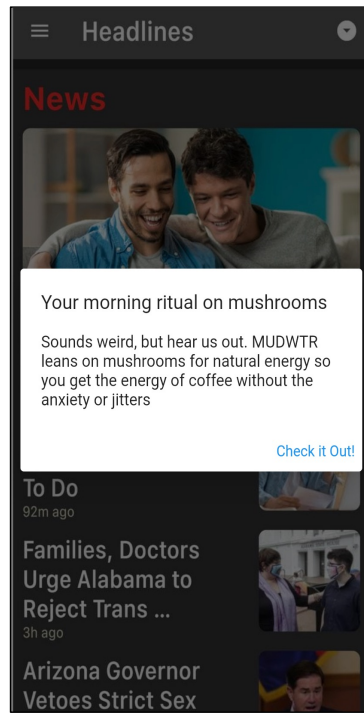 Headlines
News
Your morning ritual on mushrooms
Sounds weird, but hear us out. MUDWTR
leans on mushrooms for natural energy so
you get the energy of coffee without the
anxiety or jitters
Check it Out!
To Do
92m ago
Families, Doctors
Urge Alabama to
Reject Trans ...
3h ago
Arizona Governor
Vetoes Strict Sex